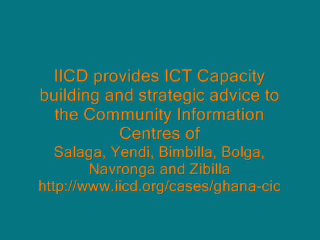 IICD provides ICT Capacity
building and strategic advice to
the Community Information
Centres of
Salaga, Yendi, Bimbilla, Bolga,
Navronga and Zibilla
http://www.iicd.org/cases/ghana-cic